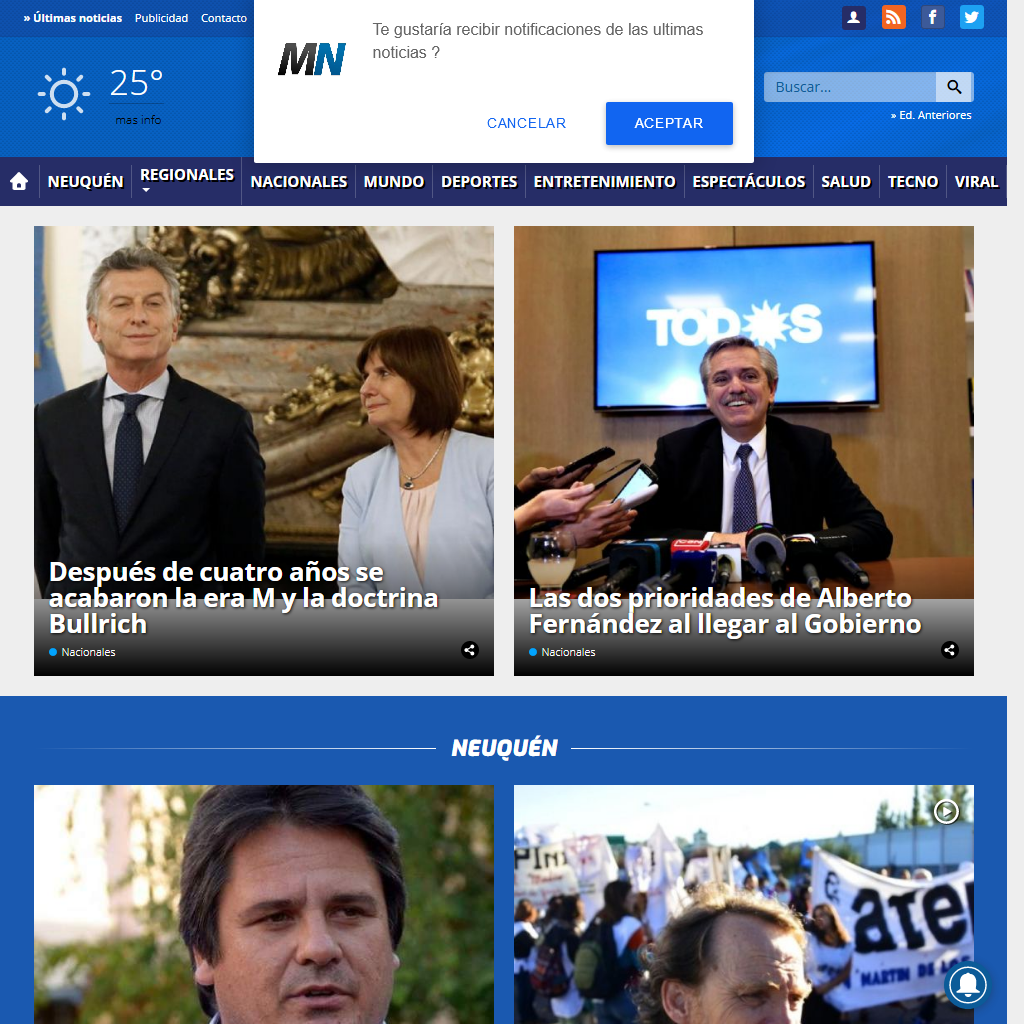 » Últimas noticias Publicidad Contacto
MN
Te gustaría recibir notificaciones de las ultimas
noticias ?
CANCELAR ACEPTAR
25°
mas info
Buscar...
» Ed. Anteriores
NEUQUÉN REGIONALES NACIONALES MUNDO DEPORTES ENTRETENIMIENTO ESPECTÁCULOS SALUD TECNO VIRAL
TODOS
Después de cuatro años se
acabaron la era M y la doctrina
Bullrich
Nacionales
Las dos prioridades de Alberto
Fernández al llegar al Gobierno
Nacionales
NEUQUÉN
ate
MARTIN DE LOS